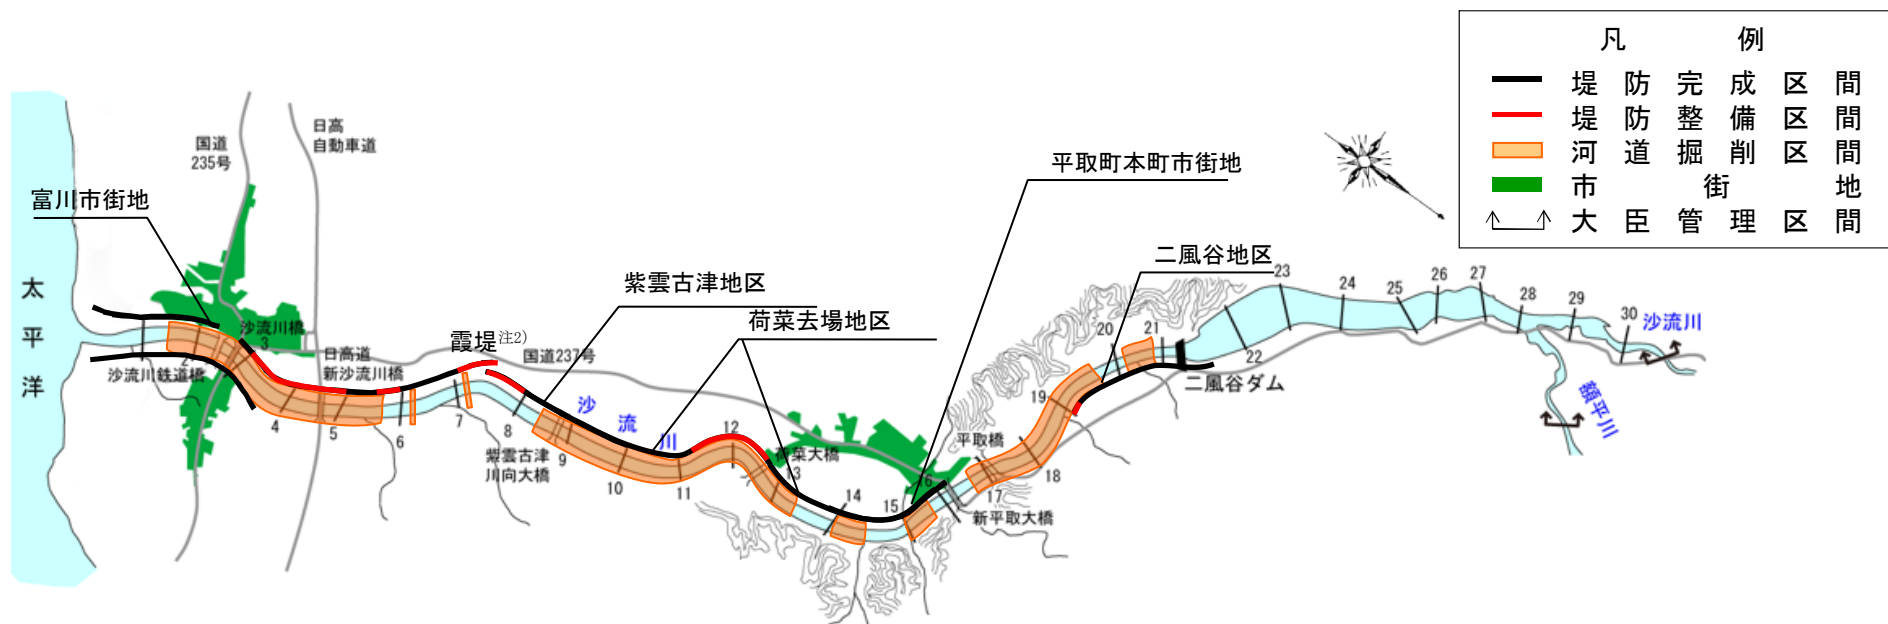 凡例
堤防完成区間
堤防整備区間
河道掘削区間
市街地
大臣管理区間
国道
235号
日高
自動車道
平取町本町市街地
富川市街地
二風谷地区
紫雲古津地区
荷菜去場地区
太平洋
沙流川橋
霞堤注2)
国道237号
日高道
新沙流川橋
沙流川鉄道橋
沙流川
紫雲古津
川向大橋
荷菜大橋
平取橋
新平取大橋
二風谷ダム
沙流川
額平川
2
3
4
5
6
7
8
9
10
11
12
13
14
15
16
17
18
19
20
21
22
23
24
25
26
27
28
29
30